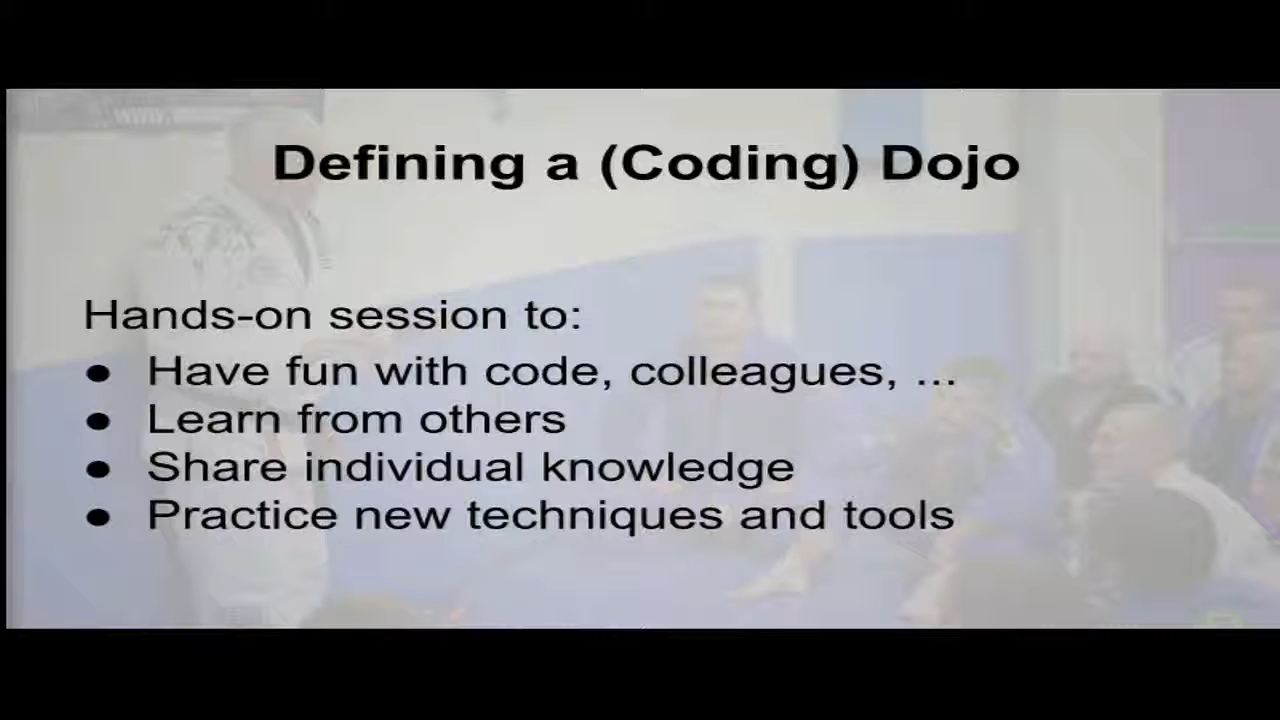 www.
Defining a (Coding) Dojo
Hands-on session to:
● Have fun with code, colleagues, ...
● Learn from others
● Share individual knowledge
● Practice new techniques and tools